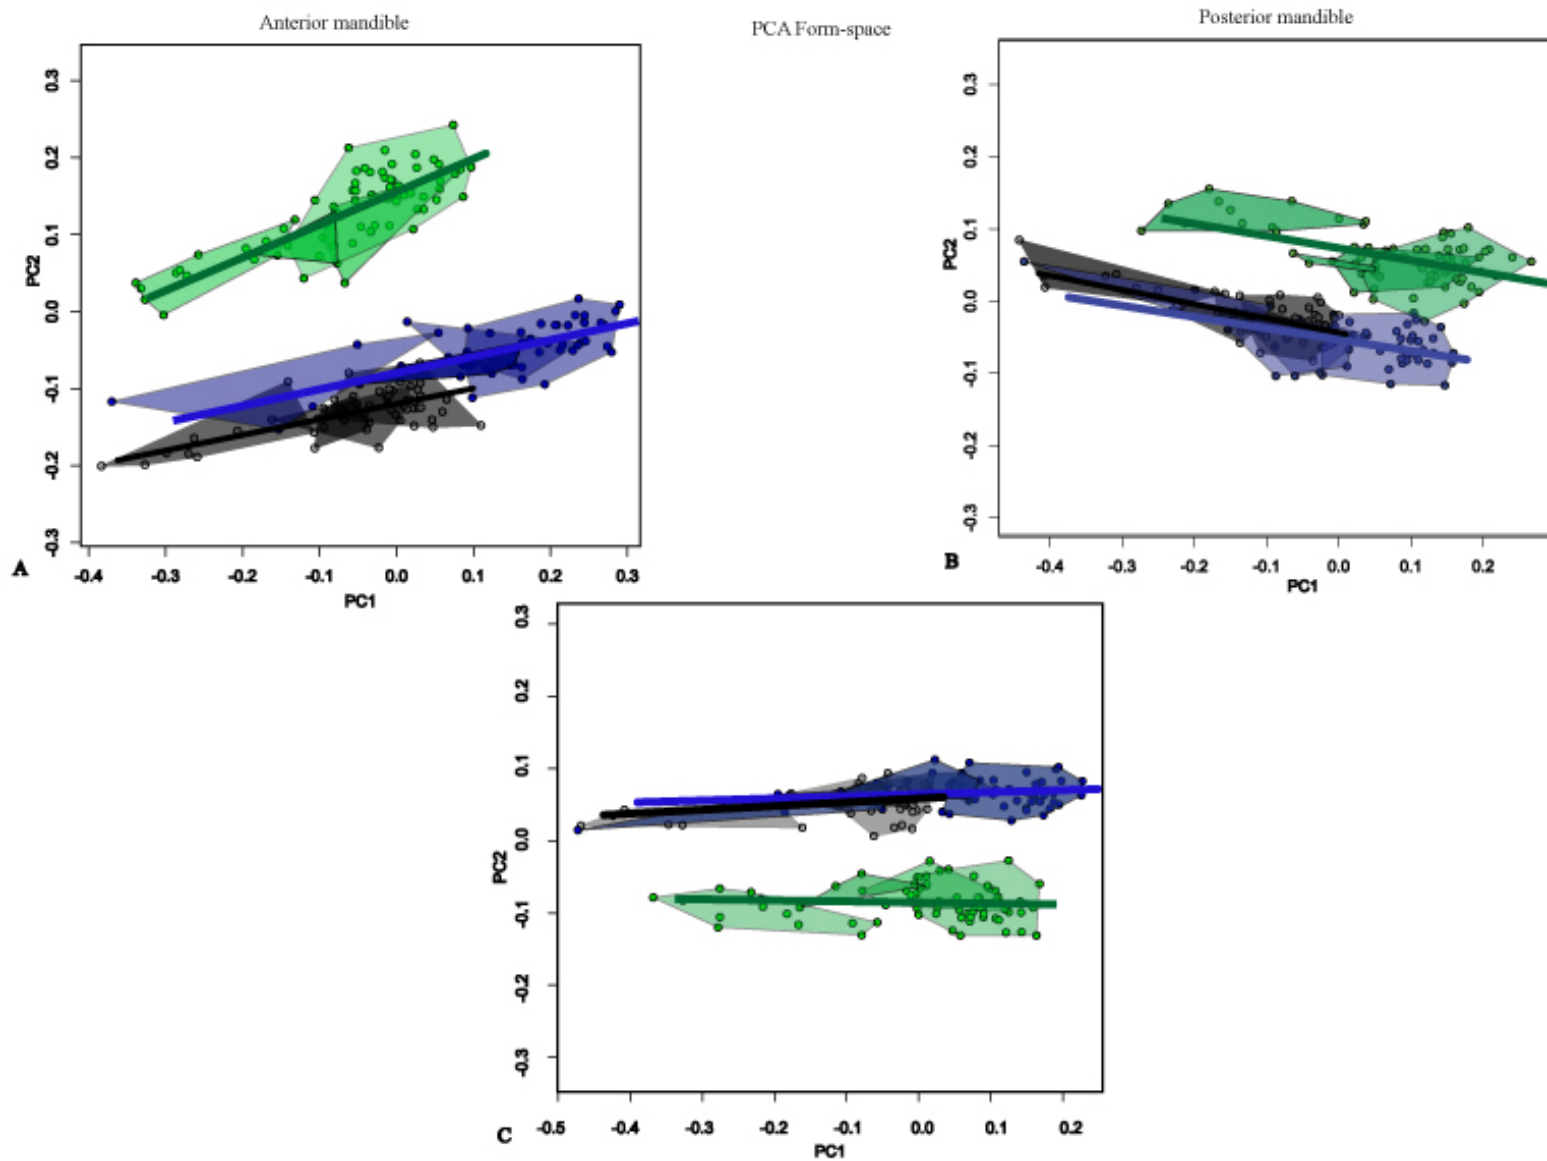 Anterior mandible
PCA Form-space
Posterior mandible
0.3
0.2
0.1
0.0
-0.1
-0.2
-0.3
PC2
-0.4 -0.3 -0.2 -0.1 0.0 0.1 0.2 0.3
PC1
A
0.3
0.2
0.1
0.0
-0.1
-0.2
-0.3
PC2
-0.4 -0.3 -0.2 -0.1 0.0 0.1 0.2
PC1
B
0.3
0.2
0.1
0.0
-0.1
-0.2
-0.3
PC2
-0.5 -0.4 -0.3 -0.2 -0.1 0.0 0.1 0.2
PC1
C